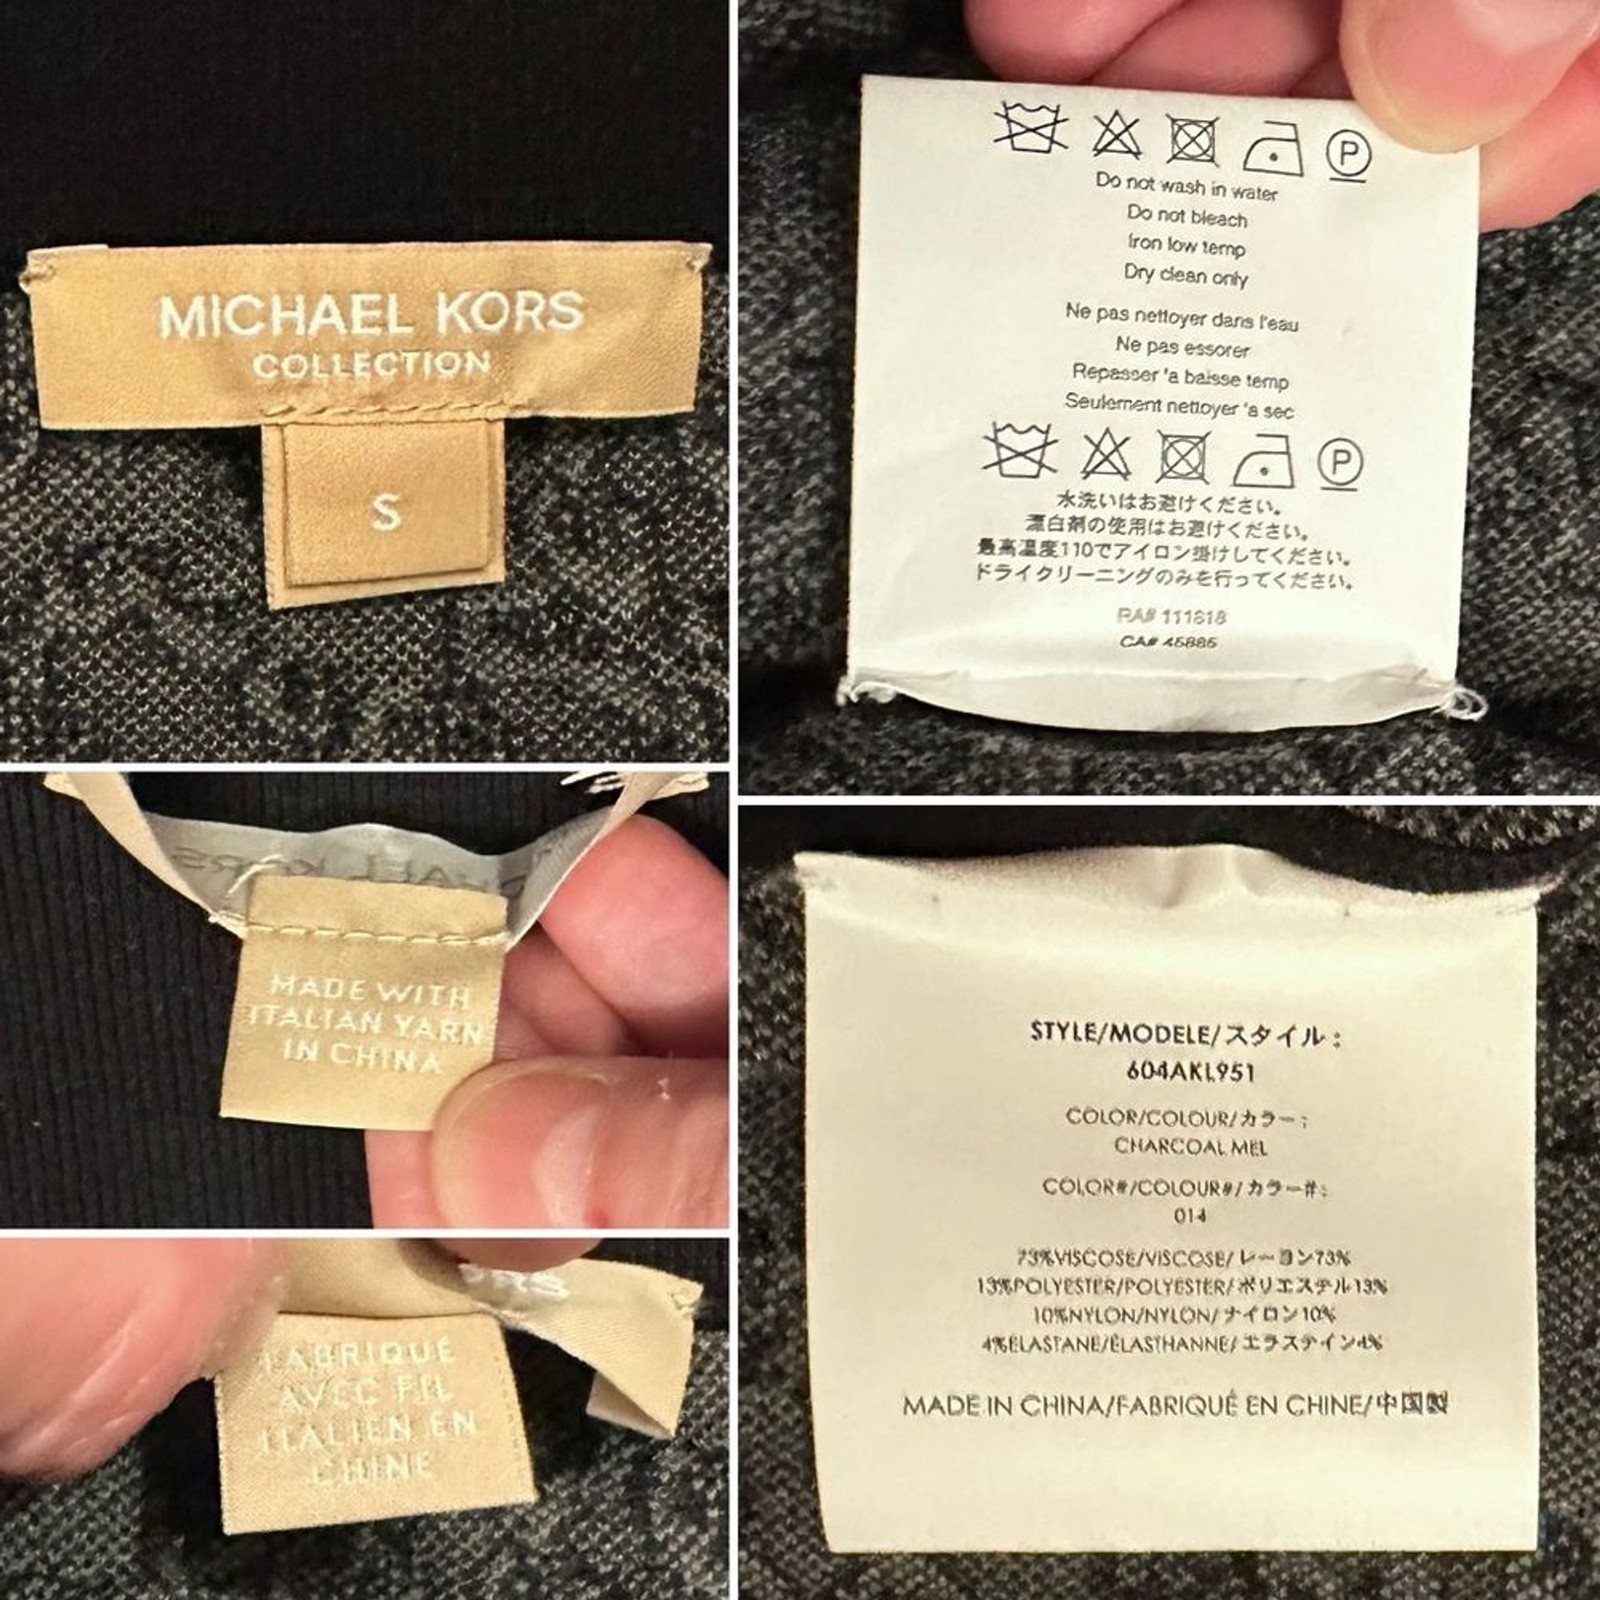 MICHAEL KORS
COLLECTION
S
P
Do not wash in water
Do not bleach
Iron low temp
Dry clean only
Ne pas nettoyer dans l'eau
Ne pas essorer
Repasser 'a baisse temp
Seulement nettoyer 'a sec
P
水洗いはお避けください。
漂白剤の使用はお避けください。
最高温度110でアイロン掛けしてください。
ドライクリーニングのみを行ってください。
RA# 111818
CA# 45885
MADE WITH
ITALIAN YARN
IN CHINA
FABRIQUÉ
AVEC FIL
ITALIEN EN
CHINE
STYLE/MODELE/スタイル:
604AKL951
COLOR/COLOUR/カラー:
CHARCOAL MEL
COLOR#/COLOUR#/カラー#:
014
73%VISCOSE/VISCOSE/レーヨン73%
13%POLYESTER/POLYESTER/ポリエステル13%
10%NYLON/NYLON/ナイロン10%
4%ELASTANE/ÉLASTHANNE/エラステイン4%
MADE IN CHINA/FABRIQUÉ EN CHINE/中国製